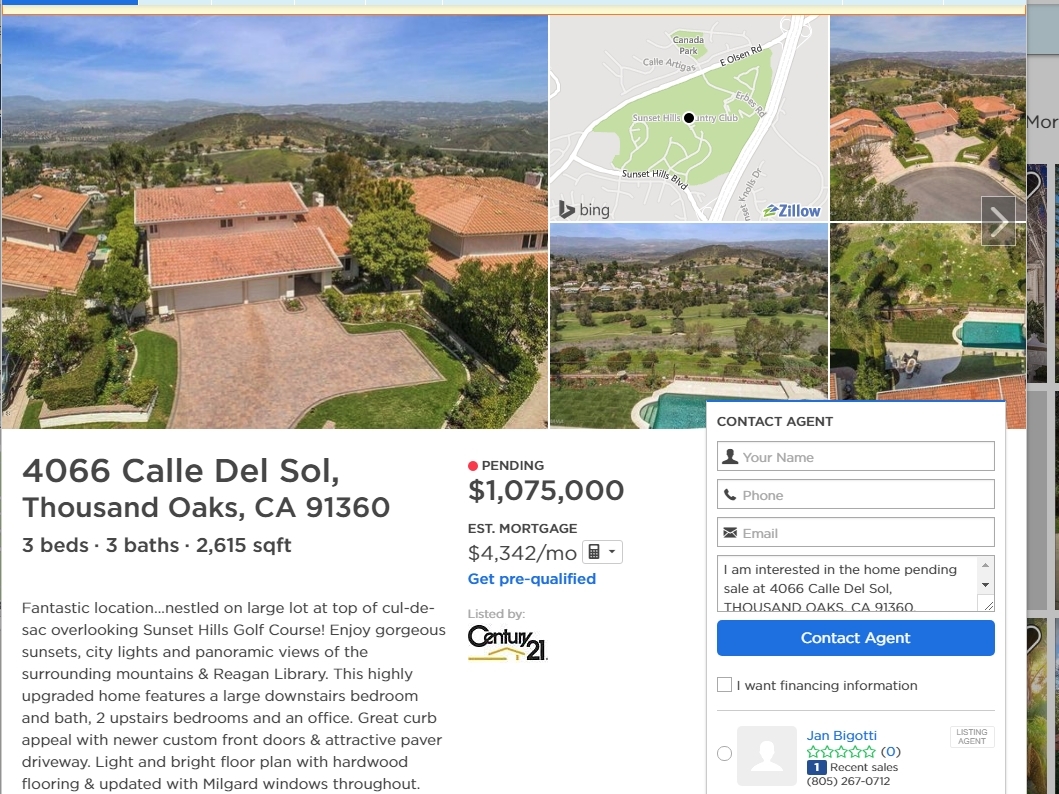 Canada
Park
Calle Artigas
E Olsen Rd
Erbes Rd
Sunset Hills
untry Club
Sunset Hills Blvd
nset Knolls Dr
bing
Zillow
Mor
4066 Calle Del Sol,
Thousand Oaks, CA 91360
3 beds · 3 baths · 2,615 sqft
Fantastic location...nestled on large lot at top of cul-de-
sac overlooking Sunset Hills Golf Course! Enjoy gorgeous
sunsets, city lights and panoramic views of the
surrounding mountains & Reagan Library. This highly
upgraded home features a large downstairs bedroom
and bath, 2 upstairs bedrooms and an office. Great curb
appeal with newer custom front doors & attractive paver
driveway. Light and bright floor plan with hardwood
flooring & updated with Milgard windows throughout.
PENDING
$1,075,000
EST. MORTGAGE
$4,342/mo
Get pre-qualified
Listed by:
Century 21
CONTACT AGENT
Your Name
Phone
Email
I am interested in the home pending
sale at 4066 Calle Del Sol,
THOUSAND OAKS, CA 91360.
Contact Agent
I want financing information
Jan Bigotti
(0)
1 Recent sales
(805) 267-0712
LISTING
AGENT